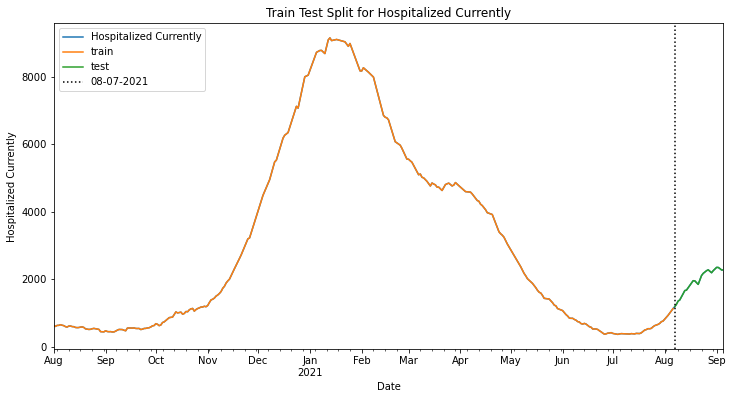 Train Test Split for Hospitalized Currently
Hospitalized Currently
train
test
08-07-2021
Hospitalized Currently
8000
6000
4000
2000
0
Aug Sep Oct Nov Dec Jan Feb Mar Apr May Jun Jul Aug Sep
2021
Date